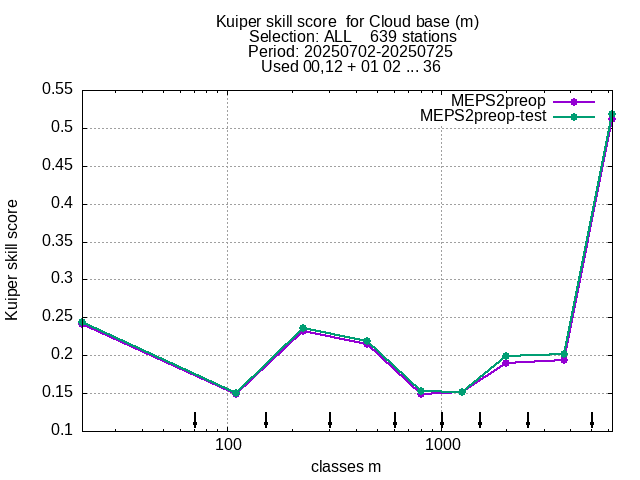 Kuiper skill score  for Cloud base (m)
Selection: ALL    639 stations
Period: 20250702-20250725
Used 00,12 + 01 02 ... 36
MEPS2preop
MEPS2preop-test
0.55
0.5
0.45
0.4
0.35
0.3
0.25
0.2
0.15
0.1
Kuiper skill score
100
1000
classes m